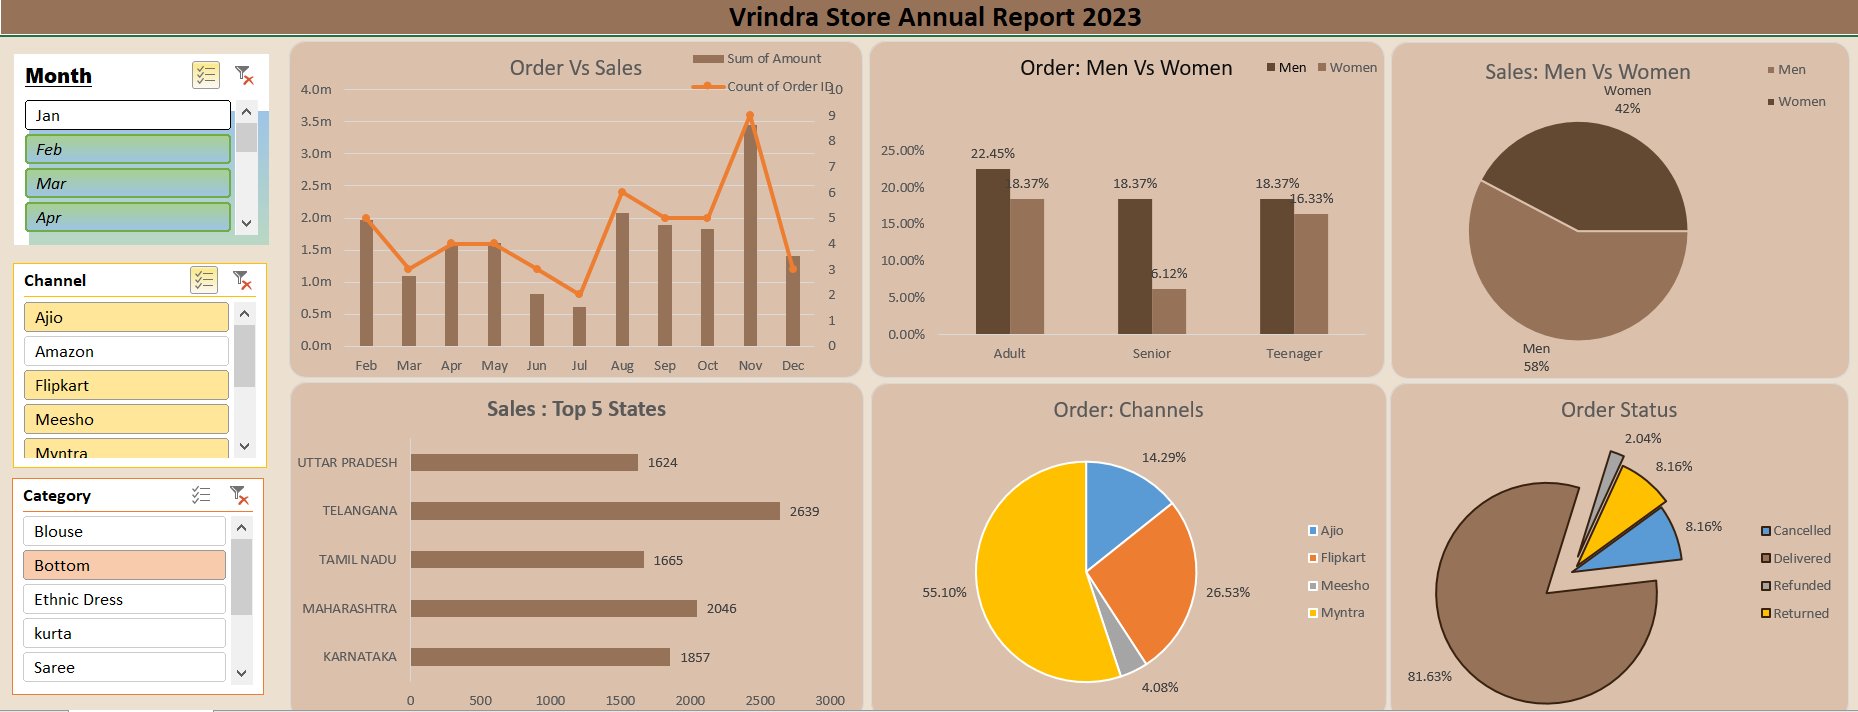 Vrindra Store Annual Report 2023
Month
Jan
Feb
Mar
Apr
Channel
Ajio
Amazon
Flipkart
Meesho
Myntra
Category
Blouse
Bottom
Ethnic Dress
kurta
Saree
Order Vs Sales
Sum of Amount
Count of Order ID
4.0m
3.5m
3.0m
2.5m
2.0m
1.5m
1.0m
0.5m
0.0m
10
9
8
7
6
5
4
3
2
1
0
Feb Mar Apr May Jun Jul Aug Sep Oct Nov Dec
Order: Men Vs Women
Men Women
25.00%
20.00%
15.00%
10.00%
5.00%
0.00%
22.45%
18.37%
18.37%
6.12%
18.37%
16.33%
Adult Senior Teenager
Sales: Men Vs Women
Men
Women
Women
42%
Men
58%
Sales : Top 5 States
UTTAR PRADESH 1624
TELANGANA 2639
TAMIL NADU 1665
MAHARASHTRA 2046
KARNATAKA 1857
0 500 1000 1500 2000 2500 3000
Order: Channels
14.29%
26.53%
4.08%
55.10%
Ajio
Flipkart
Meesho
Myntra
Order Status
2.04%
8.16%
8.16%
81.63%
Cancelled
Delivered
Refunded
Returned